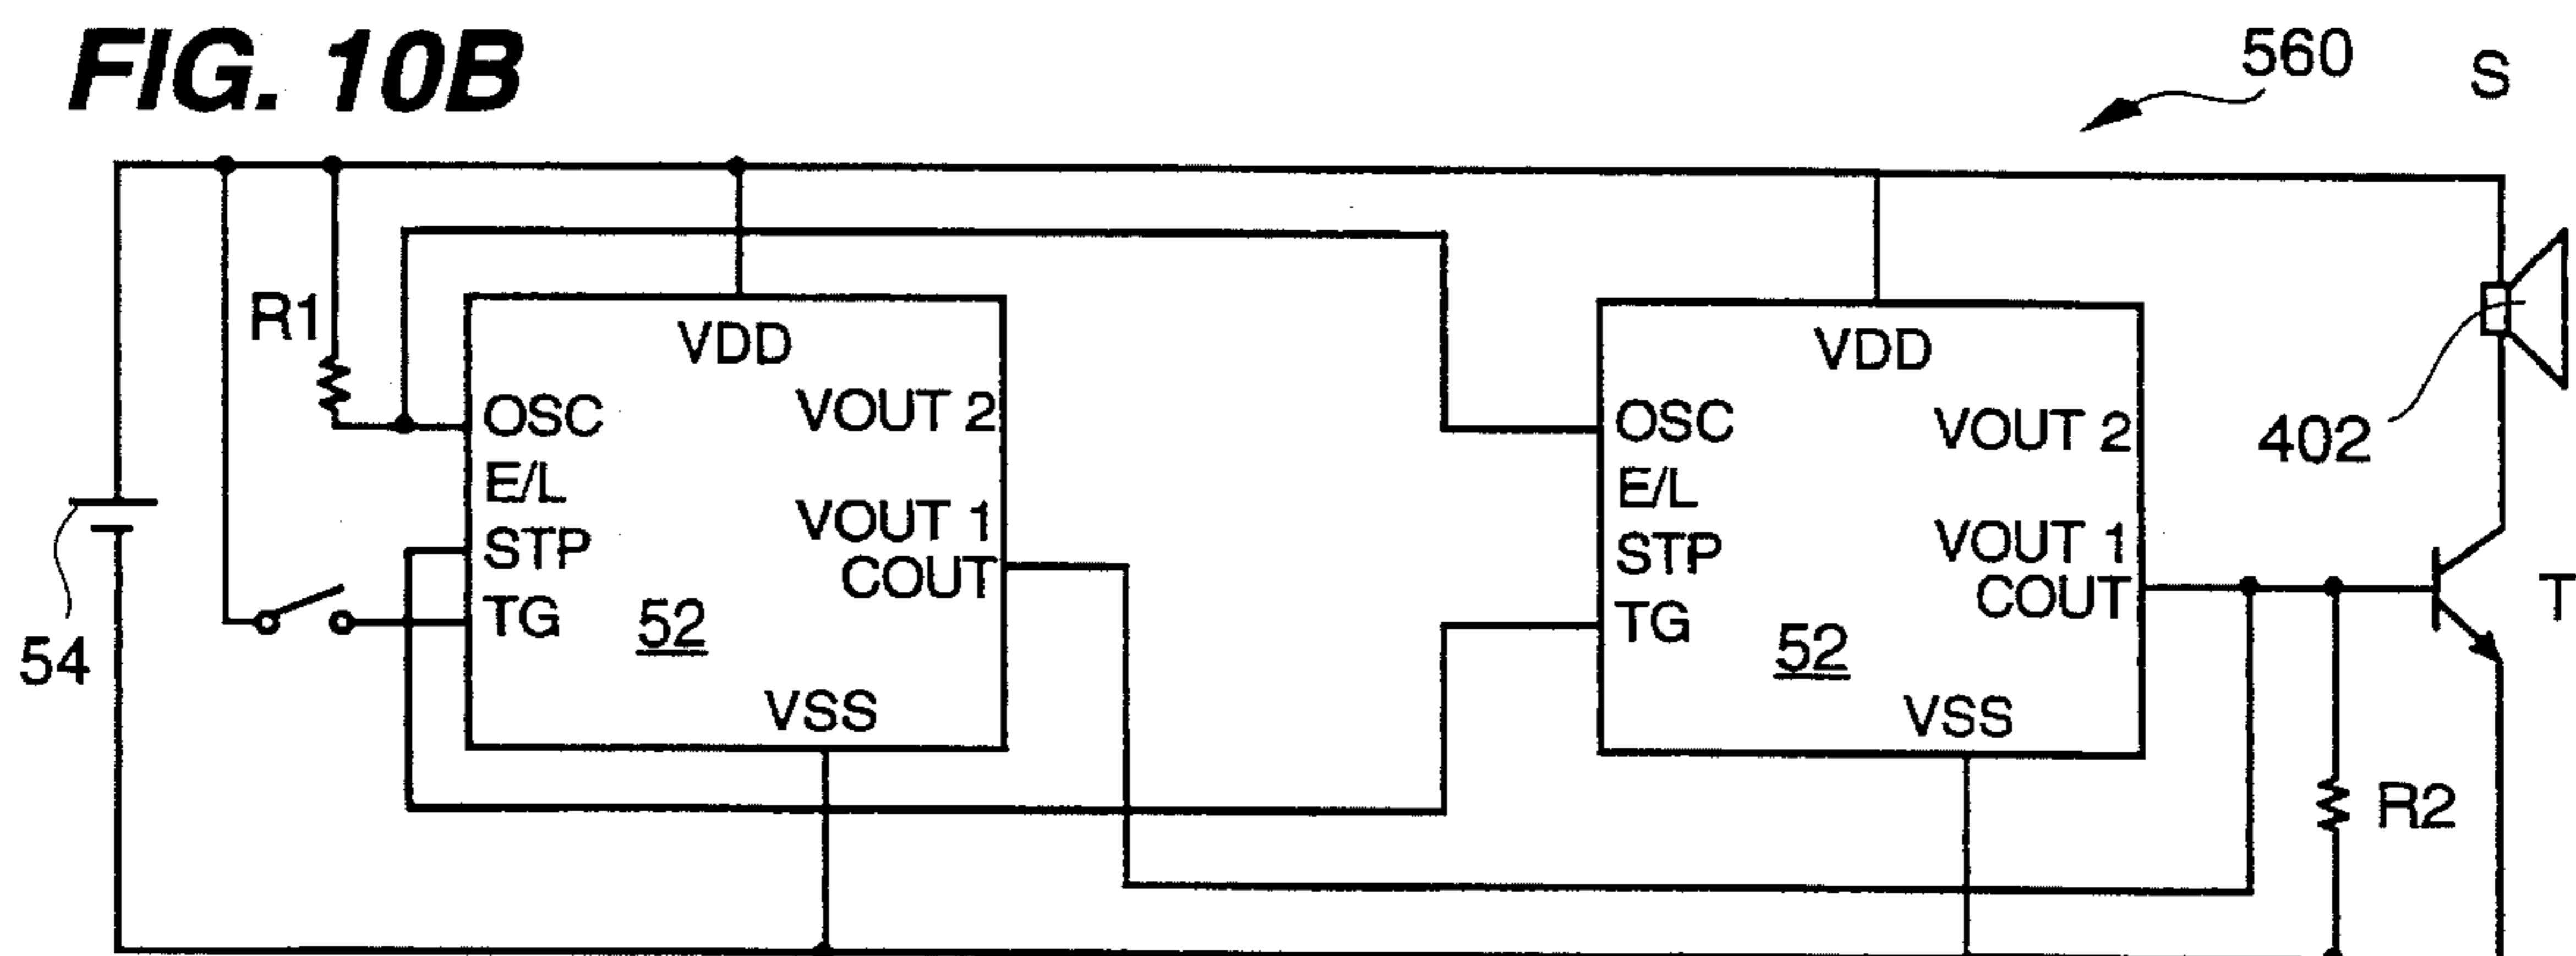 FIG. 10B
560
S
R1
VDD
OSC
VOUT 2
E/L
VOUT 1
STP
COUT
TG
52
VSS
54
VDD
OSC
VOUT 2
E/L
VOUT 1
STP
COUT
TG
52
VSS
402
T
R2